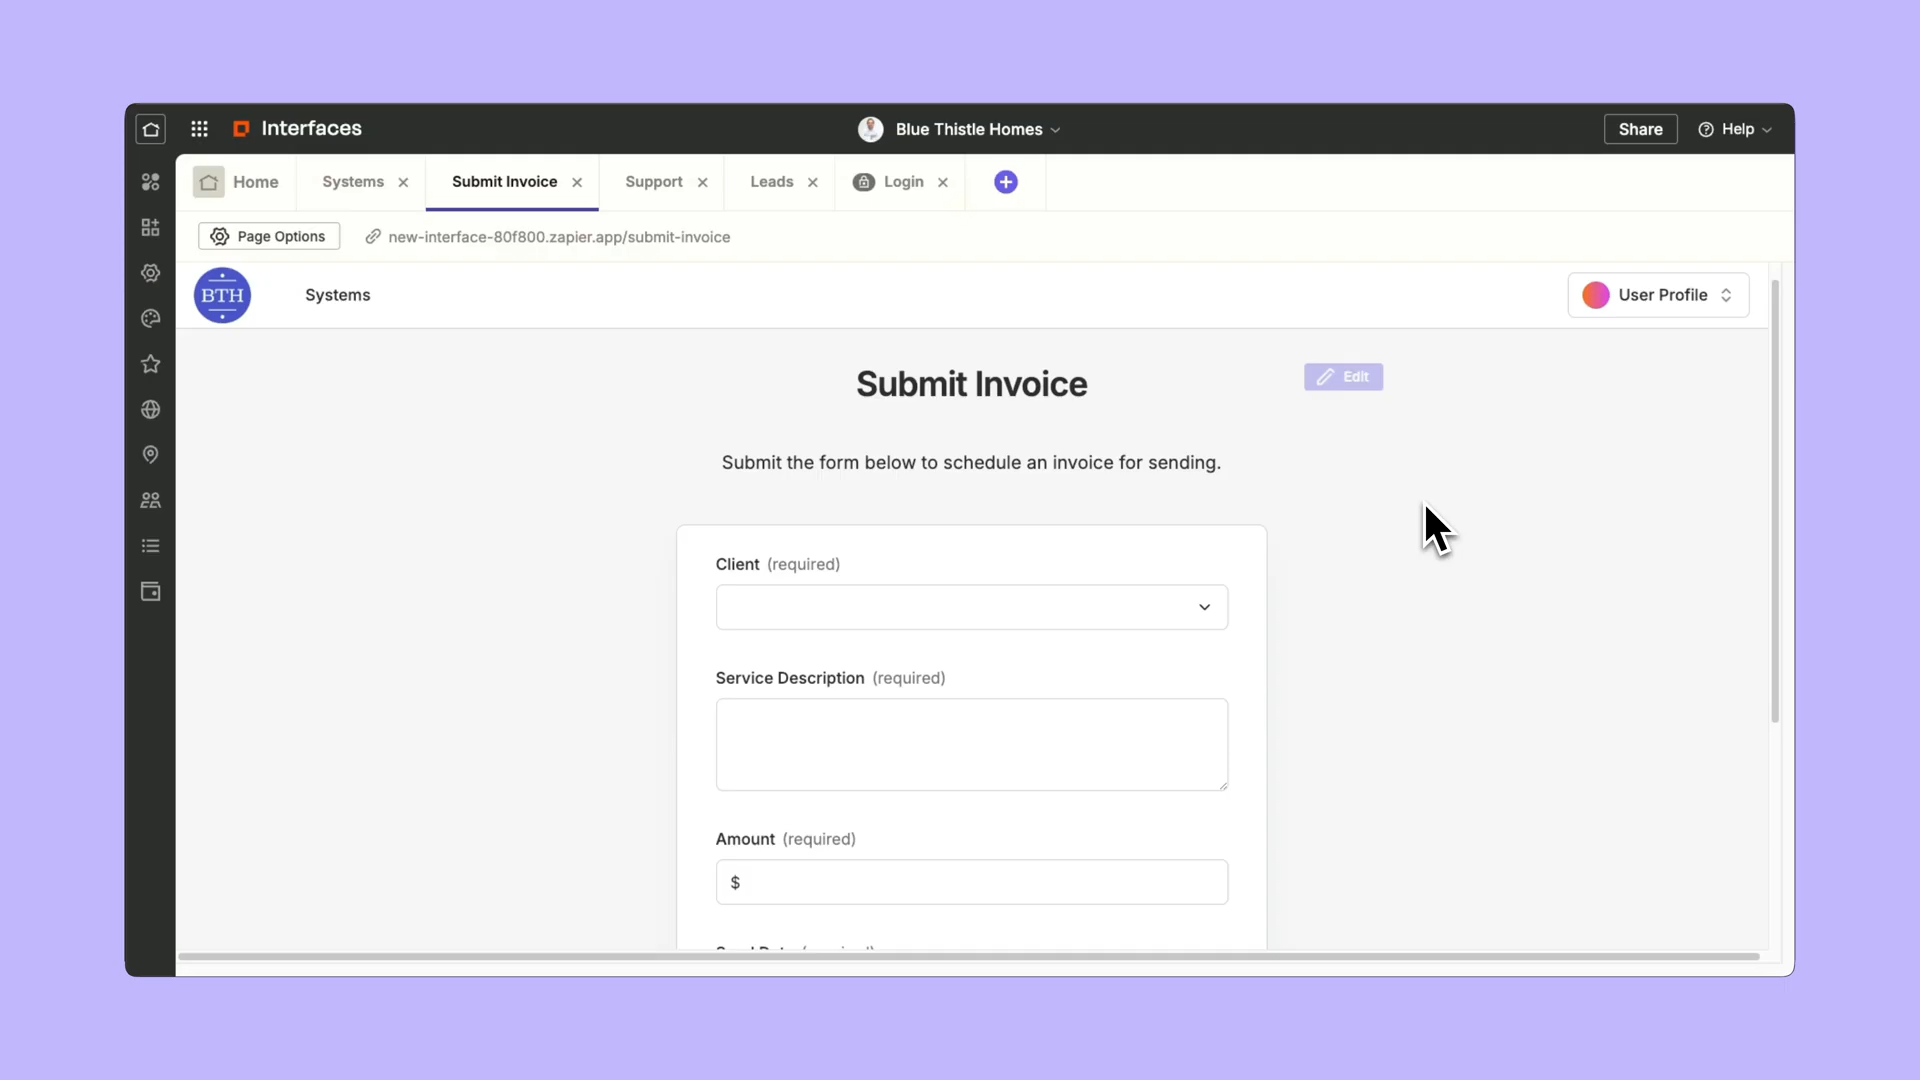 Interfaces
Blue Thistle Homes
Share
Help
Home
Systems
Submit Invoice
Support
Leads
Login
Page Options
new-interface-80f800.zapier.app/submit-invoice
BTH
Systems
User Profile
Submit Invoice
Edit
Submit the form below to schedule an invoice for sending.
Client (required)
Service Description (required)
Amount (required)
$